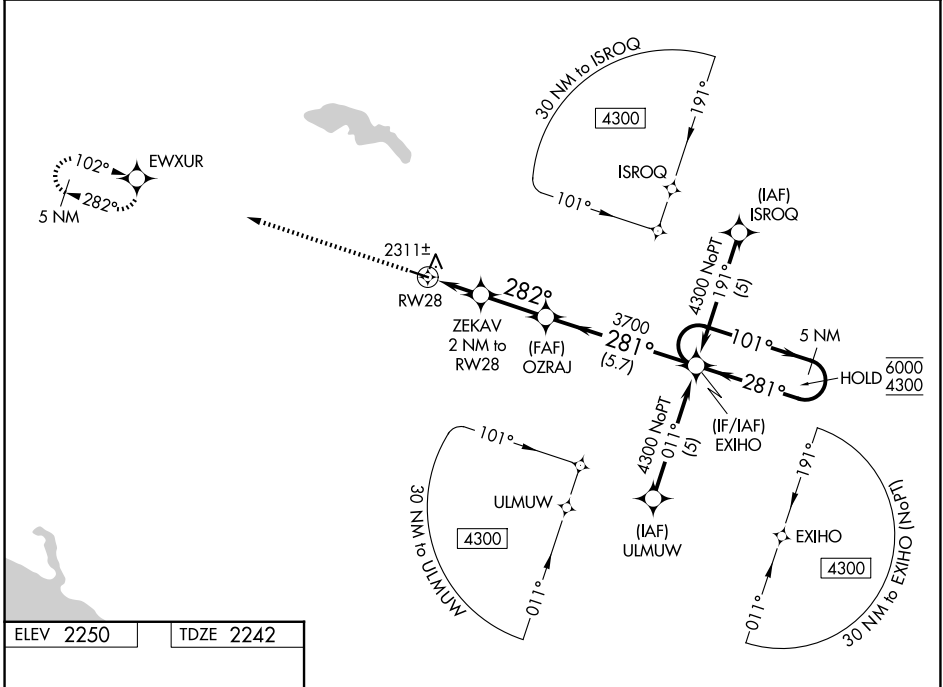 30 NM to ISROQ
4300
191°
ISROQ
101°
102°
EWXUR
282°
5 NM
(IAF)
ISROQ
4300 NoPT
191°
(5)
2311±
RW28
282°
ZEKAV
2 NM to
RW28
(FAF)
OZRAJ
3700
281°
(5.7)
101°
5 NM
281°
HOLD
6000
4300
(IF/IAF)
EXIHO
4300 NoPT
011°
(5)
(IAF)
ULMUW
101°
ULMUW
4300
011°
30 NM to ULMUW
191°
EXIHO
4300
011°
30 NM to EXIHO (NoPT)
ELEV 2250
TDZE 2242